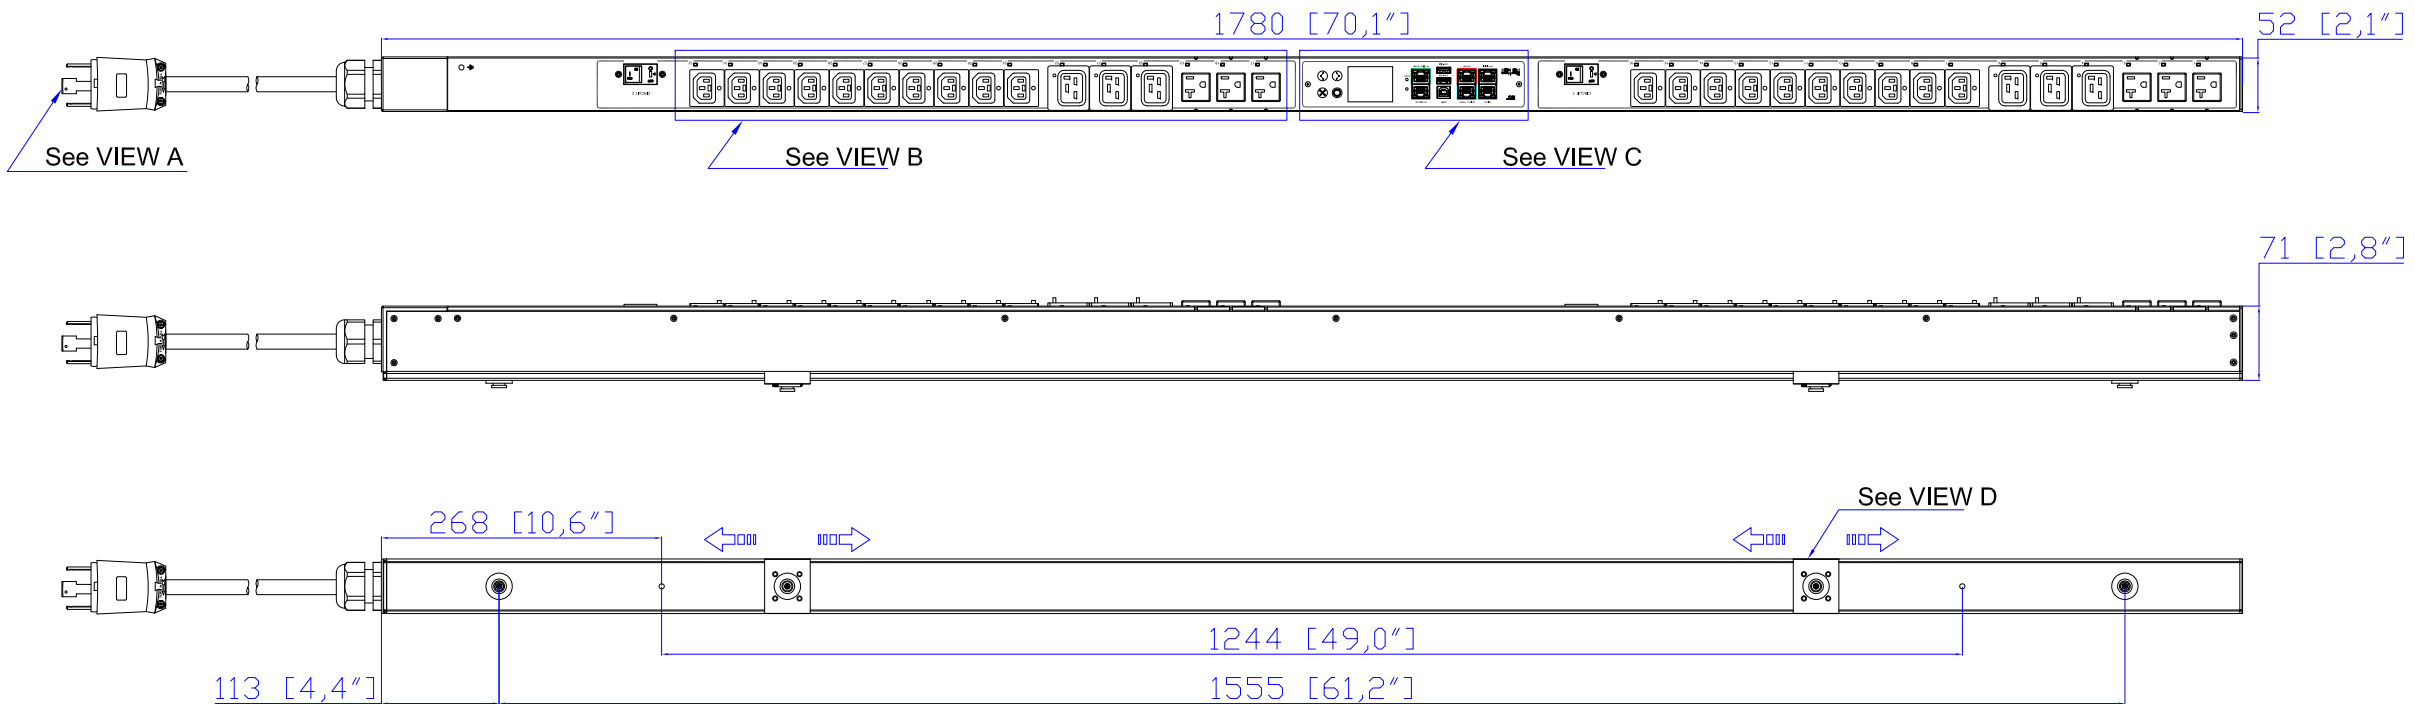 1780 [70,1"]
52 [2,1"]
See VIEW A
See VIEW B
See VIEW C
71 [2,8"]
See VIEW D
268 [10,6"]
1244 [49,0"]
113 [4,4"]
1555 [61,2"]